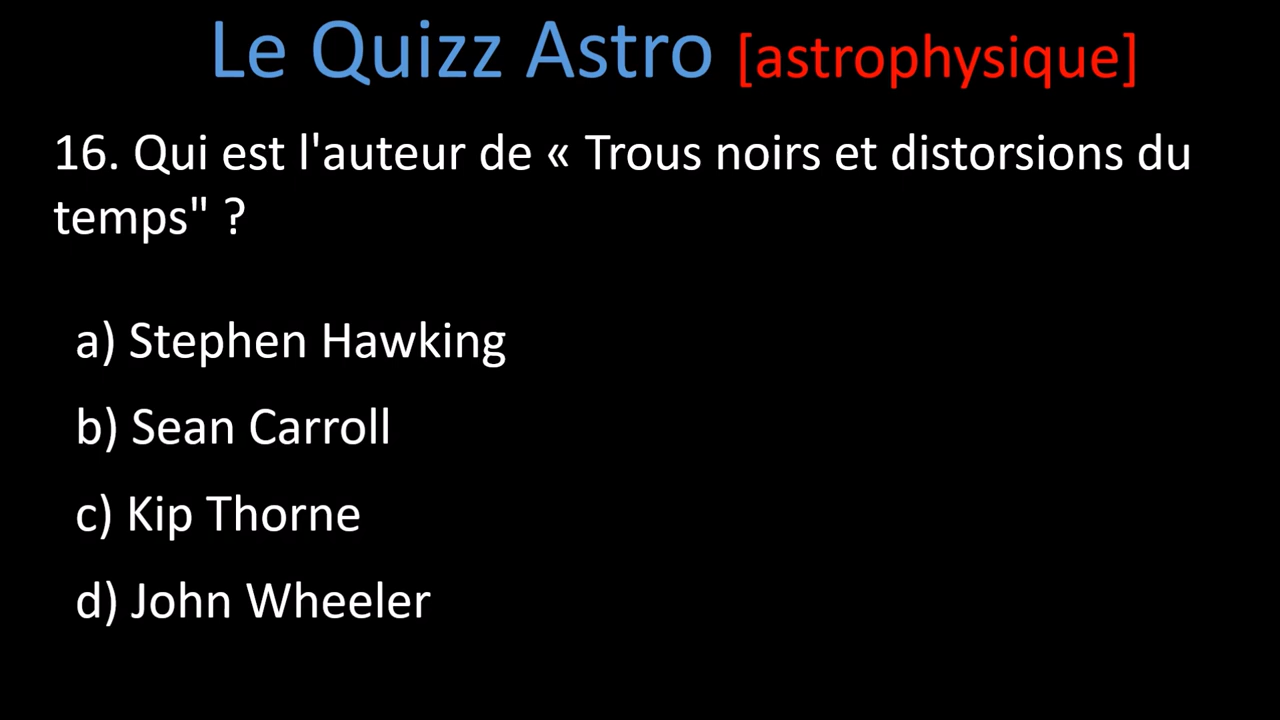 Le Quizz Astro [astrophysique]
16. Qui est l'auteur de « Trous noirs et distorsions du
temps" ?
a) Stephen Hawking
b) Sean Carroll
c) Kip Thorne
d) John Wheeler